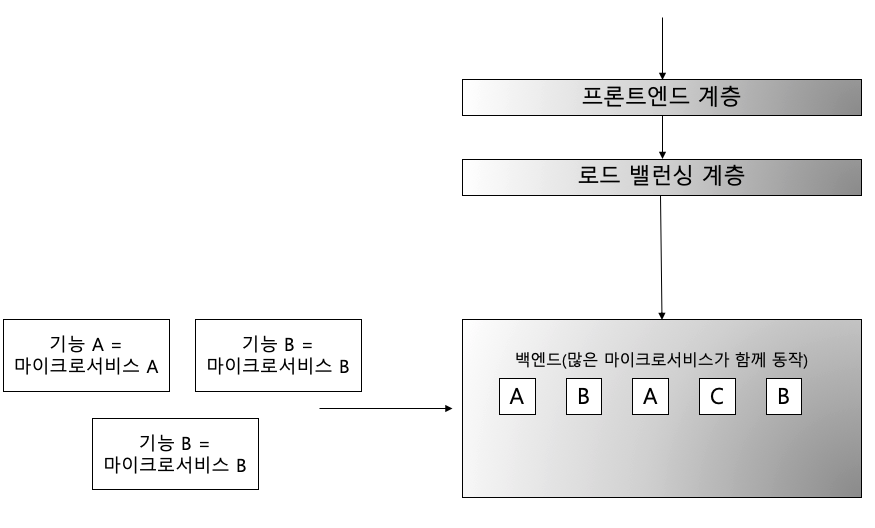 프론트엔드 계층
로드 밸런싱 계층
기능 A =
마이크로서비스 A
기능 B =
마이크로서비스 B
기능 B =
마이크로서비스 B
백엔드(많은 마이크로서비스가 함께 동작)
A B A C B